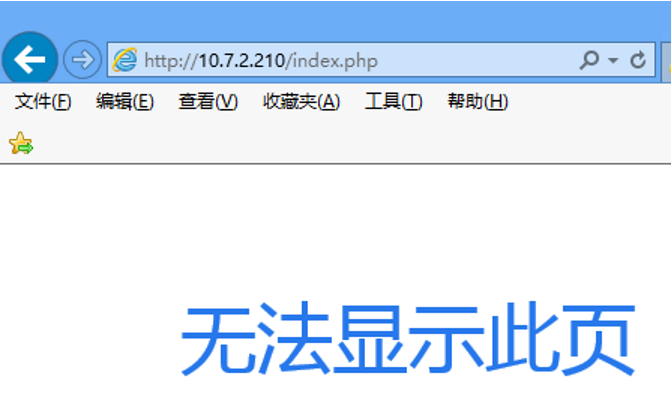 http://10.7.2.210/index.php
文件(F) 编辑(E) 查看(V) 收藏夹(A) 工具(T) 帮助(H)
无法显示此页